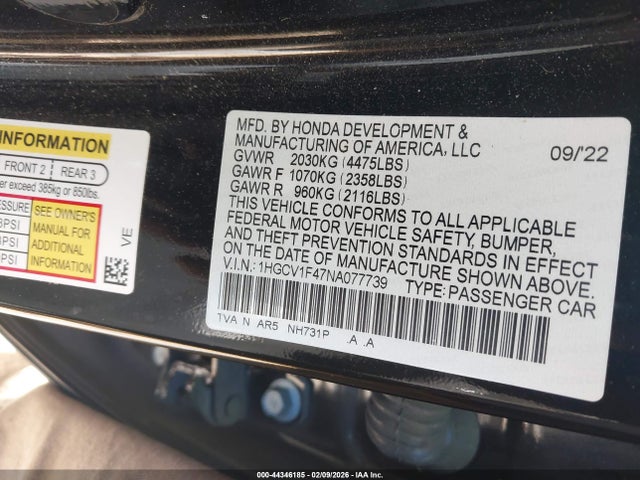 INFORMATION
FRONT 2 REAR 3
er exceed 385kg or 850lbs.
PSI
PSI
SEE OWNER'S
MANUAL FOR
ADDITIONAL
INFORMATION
VE
MFD. BY HONDA DEVELOPMENT &
MANUFACTURING OF AMERICA, LLC 09/'22
GVWR 2030KG (4475LBS)
GAWR F 1070KG (2358LBS)
GAWR R 960KG (2116LBS)
THIS VEHICLE CONFORMS TO ALL APPLICABLE
FEDERAL MOTOR VEHICLE SAFETY, BUMPER,
AND THEFT PREVENTION STANDARDS IN EFFECT
ON THE DATE OF MANUFACTURE SHOWN ABOVE.
V.I.N.: 1HGCV1F47NA077739 TYPE: PASSENGER CAR
TVA N AR5 NH731P .A .A
000-44346185 - 02/09/2026 - IAA Inc.